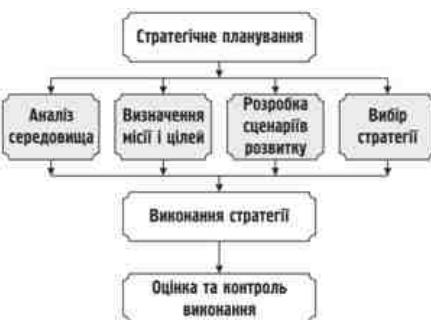 Стратегічне планування
Аналіз
середовища
Визначення
місії і цілей
Розробка
сценаріїв
розвитку
Вибір
стратегії
Виконання стратегії
Оцінка та контроль
виконання